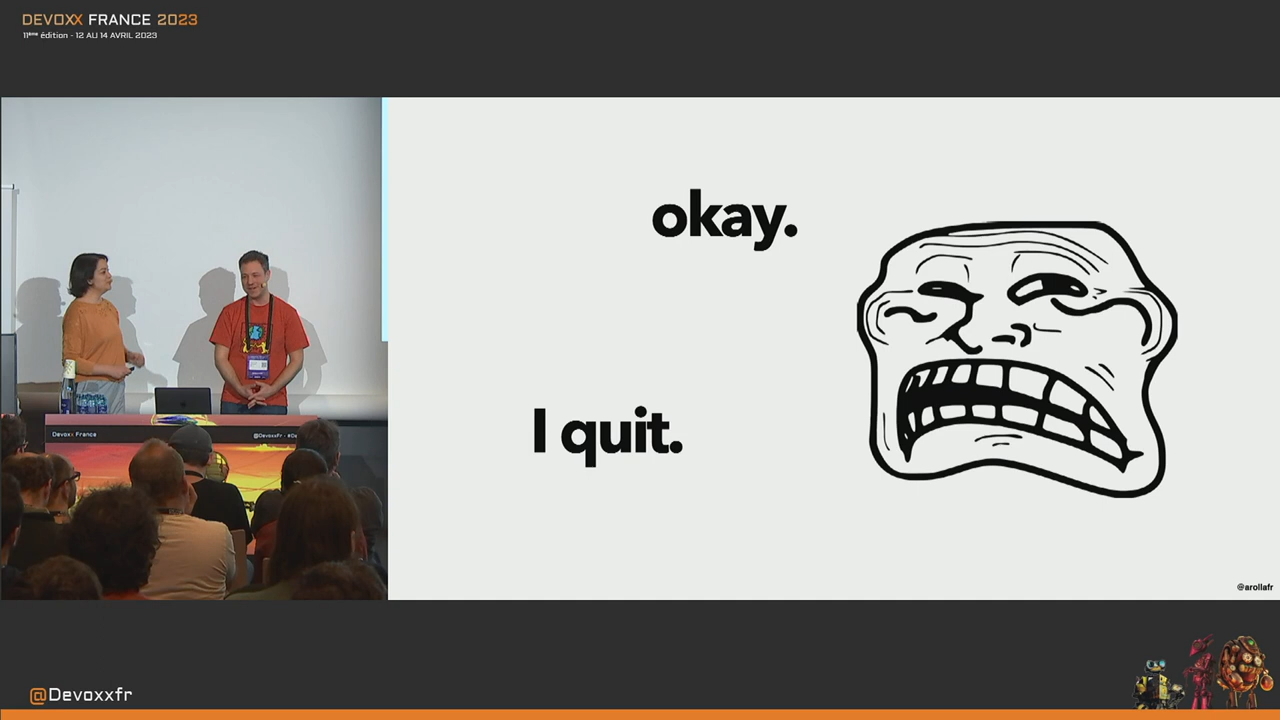 DEVOXX FRANCE 2023
11ème édition - 12 AU 14 AVRIL 2023
okay.
I quit.
Devoxx France
@DevoxxFr - #De
@arollafr
@Devoxxfr